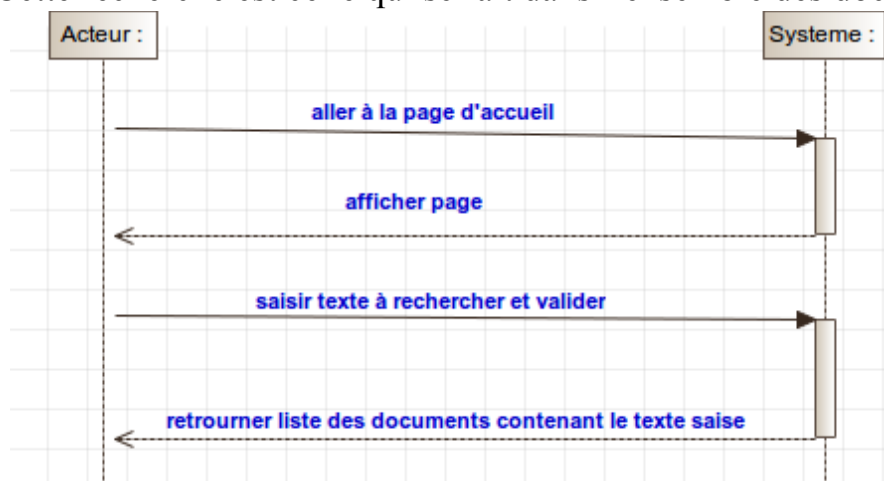 Acteur :
Systeme :
aller à la page d'accueil
afficher page
saisir texte à rechercher et valider
retrourner liste des documents contenant le texte saise